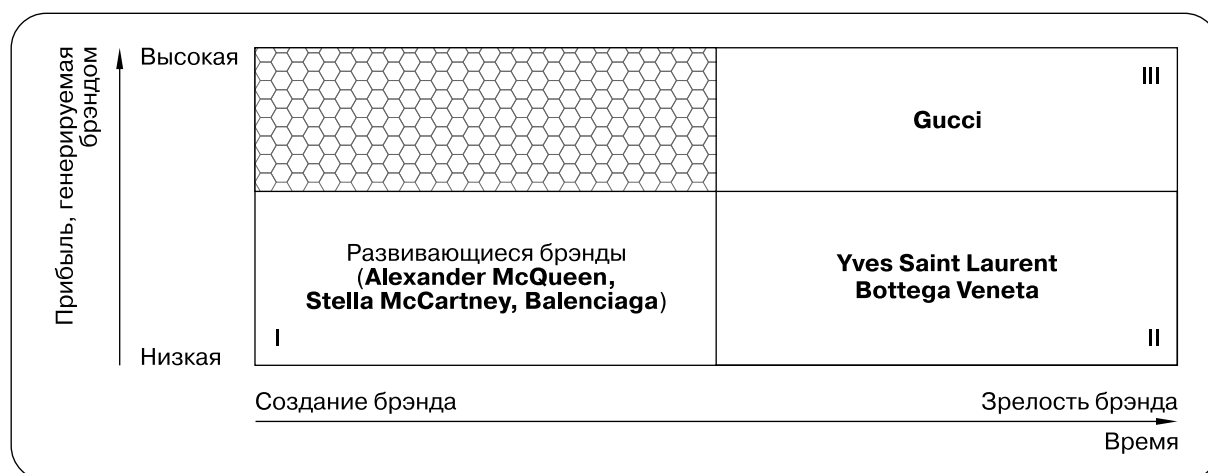 Прибыль, генерируемая
брэндом
Высокая
III
Gucci
Развивающиеся брэнды
(Alexander McQueen,
Stella McCartney, Balenciaga)
I
Yves Saint Laurent
Bottega Veneta
II
Низкая
Создание брэнда
Зрелость брэнда
Время